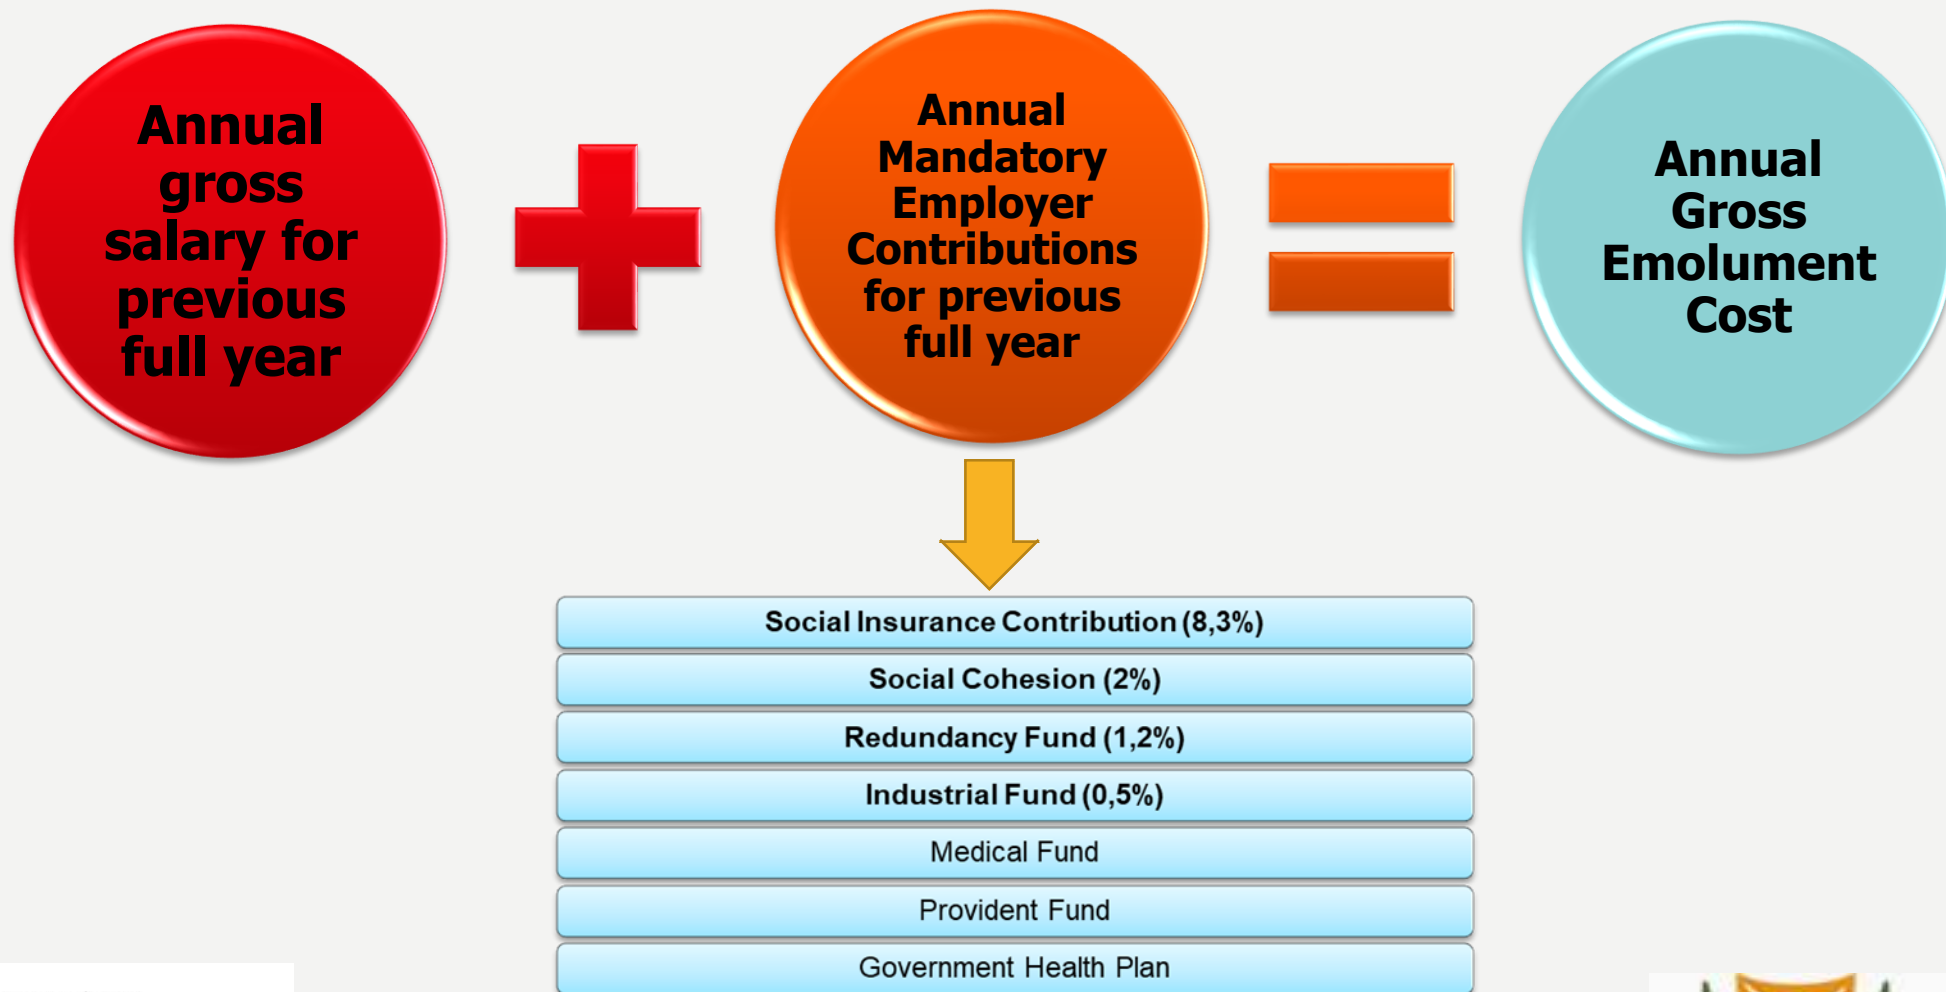 Annual
gross
salary for
previous
full year
Annual
Mandatory
Employer
Contributions
for previous
full year
Annual
Gross
Emolument
Cost
Social Insurance Contribution (8,3%)
Social Cohesion (2%)
Redundancy Fund (1,2%)
Industrial Fund (0,5%)
Medical Fund
Provident Fund
Government Health Plan